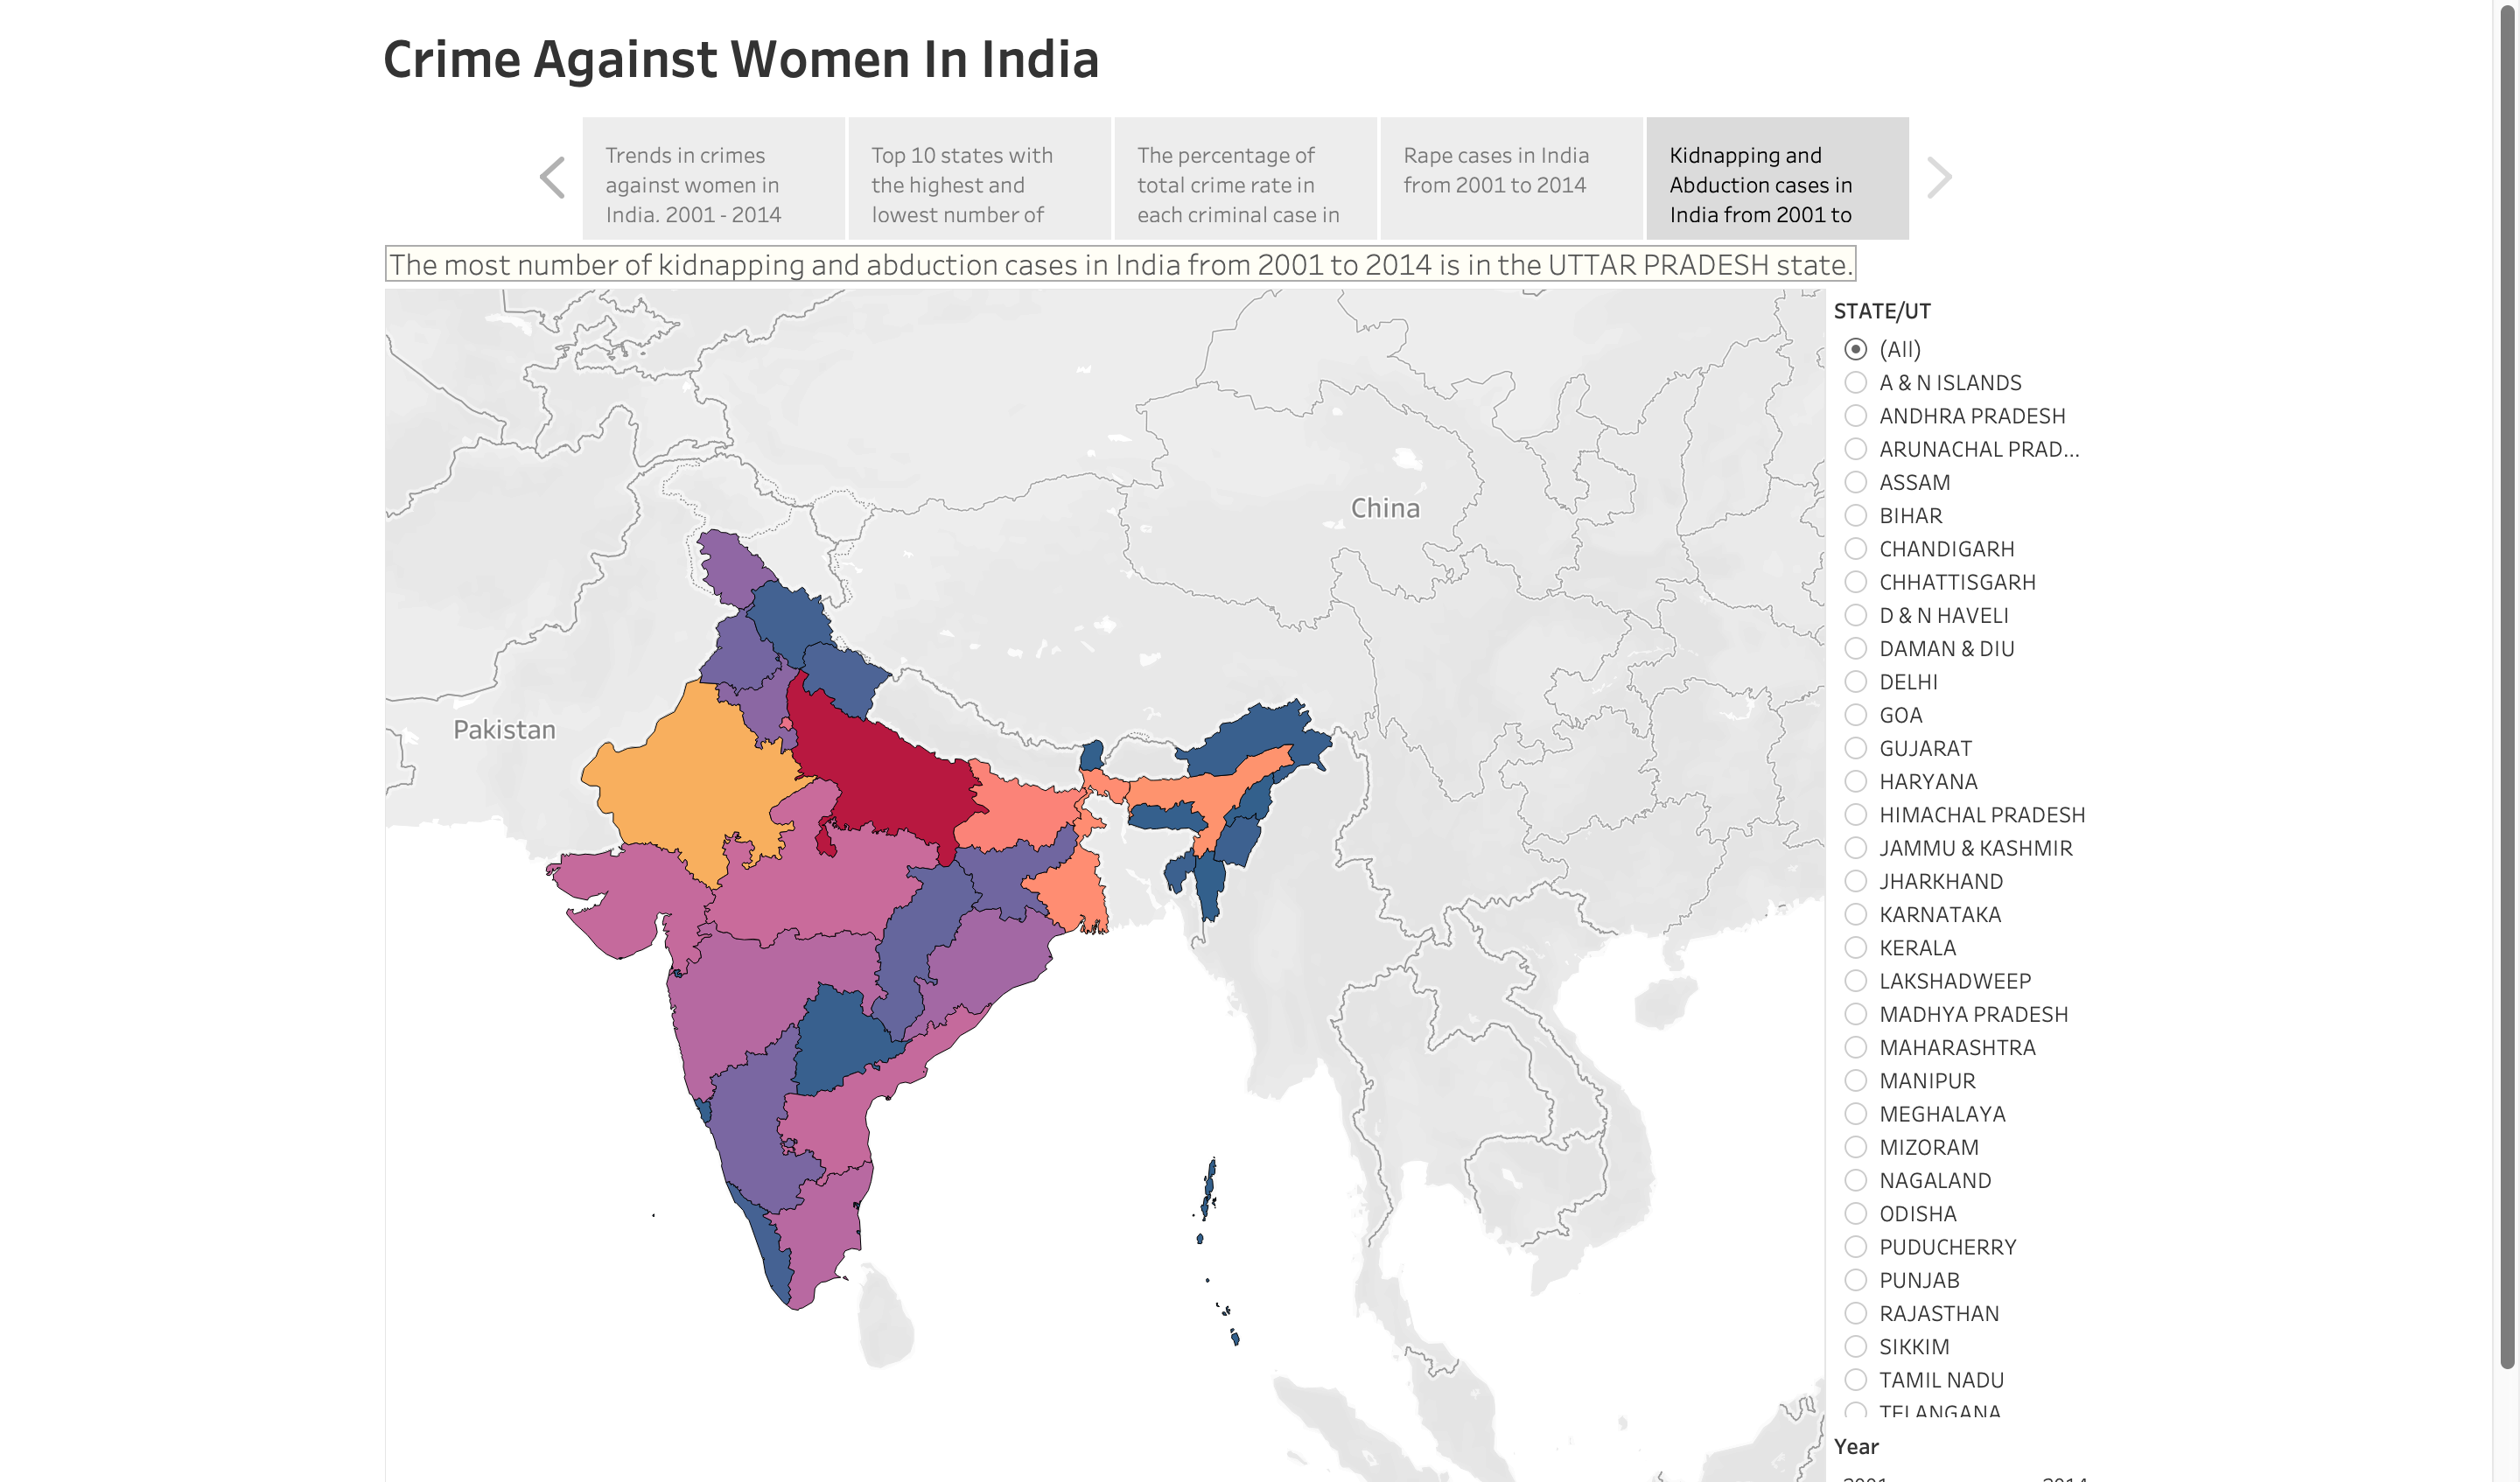 Crime Against Women In India
Trends in crimes
against women in
India. 2001 - 2014
Top 10 states with
the highest and
lowest number of
The percentage of
total crime rate in
each criminal case in
Rape cases in India
from 2001 to 2014
Kidnapping and
Abduction cases in
India from 2001 to
The most number of kidnapping and abduction cases in India from 2001 to 2014 is in the UTTAR PRADESH state.
China
Pakistan
STATE/UT
(All)
A & N ISLANDS
ANDHRA PRADESH
ARUNACHAL PRAD...
ASSAM
BIHAR
CHANDIGARH
CHHATTISGARH
D & N HAVELI
DAMAN & DIU
DELHI
GOA
GUJARAT
HARYANA
HIMACHAL PRADESH
JAMMU & KASHMIR
JHARKHAND
KARNATAKA
KERALA
LAKSHADWEEP
MADHYA PRADESH
MAHARASHTRA
MANIPUR
MEGHALAYA
MIZORAM
NAGALAND
ODISHA
PUDUCHERRY
PUNJAB
RAJASTHAN
SIKKIM
TAMIL NADU
TELANGANA
Year
2001 2014